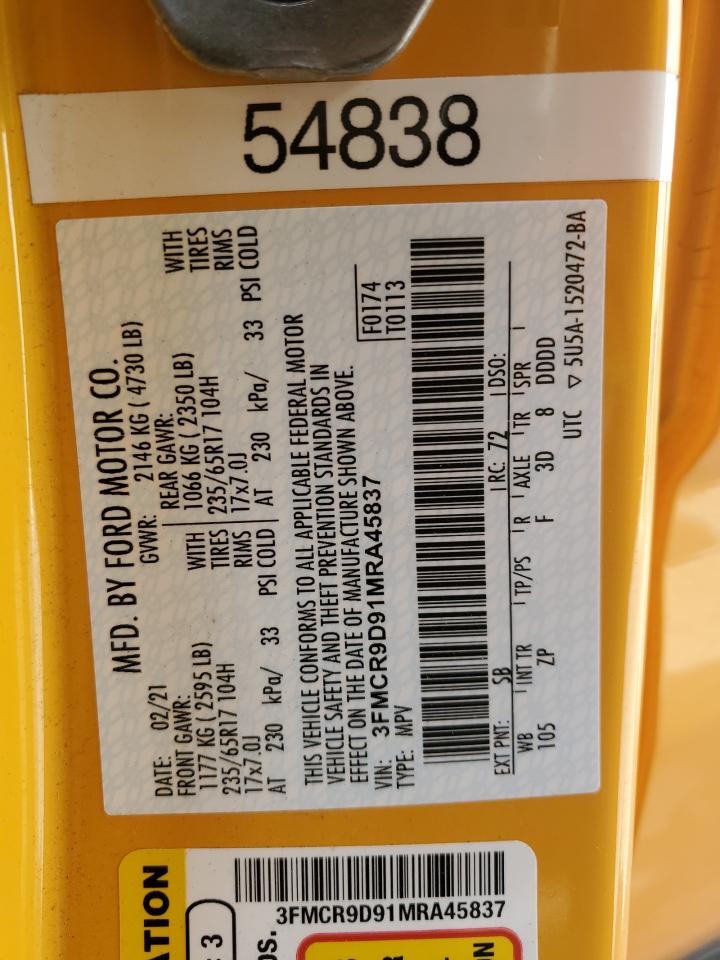 54838
MFD. BY FORD MOTOR CO.
DATE: 02/21 GVWR: 2146 KG ( 4730 LB)
FRONT GAWR: REAR GAWR:
1177 KG ( 2595 LB) WITH 1066 KG ( 2350 LB) WITH
235/65R17 104H TIRES 235/65R17 104H TIRES
17x7.0J RIMS 17x7.0J RIMS
AT 230 kPa/ 33 PSI COLD AT 230 kPa/ 33 PSI COLD
THIS VEHICLE CONFORMS TO ALL APPLICABLE FEDERAL MOTOR
VEHICLE SAFETY AND THEFT PREVENTION STANDARDS IN
EFFECT ON THE DATE OF MANUFACTURE SHOWN ABOVE.
VIN: 3FMCR9D91MRA45837 F0174
TYPE: MPV T0113
EXT PNT: SB RC: 72 DSO:
WB INT TR TP/PS R AXLE TR SPR
105 ZP F 3D 8 DDDD
UTC ▽ 5U5A-1520472-BA
3FMCR9D91MRA45837
ATION
3
OS.